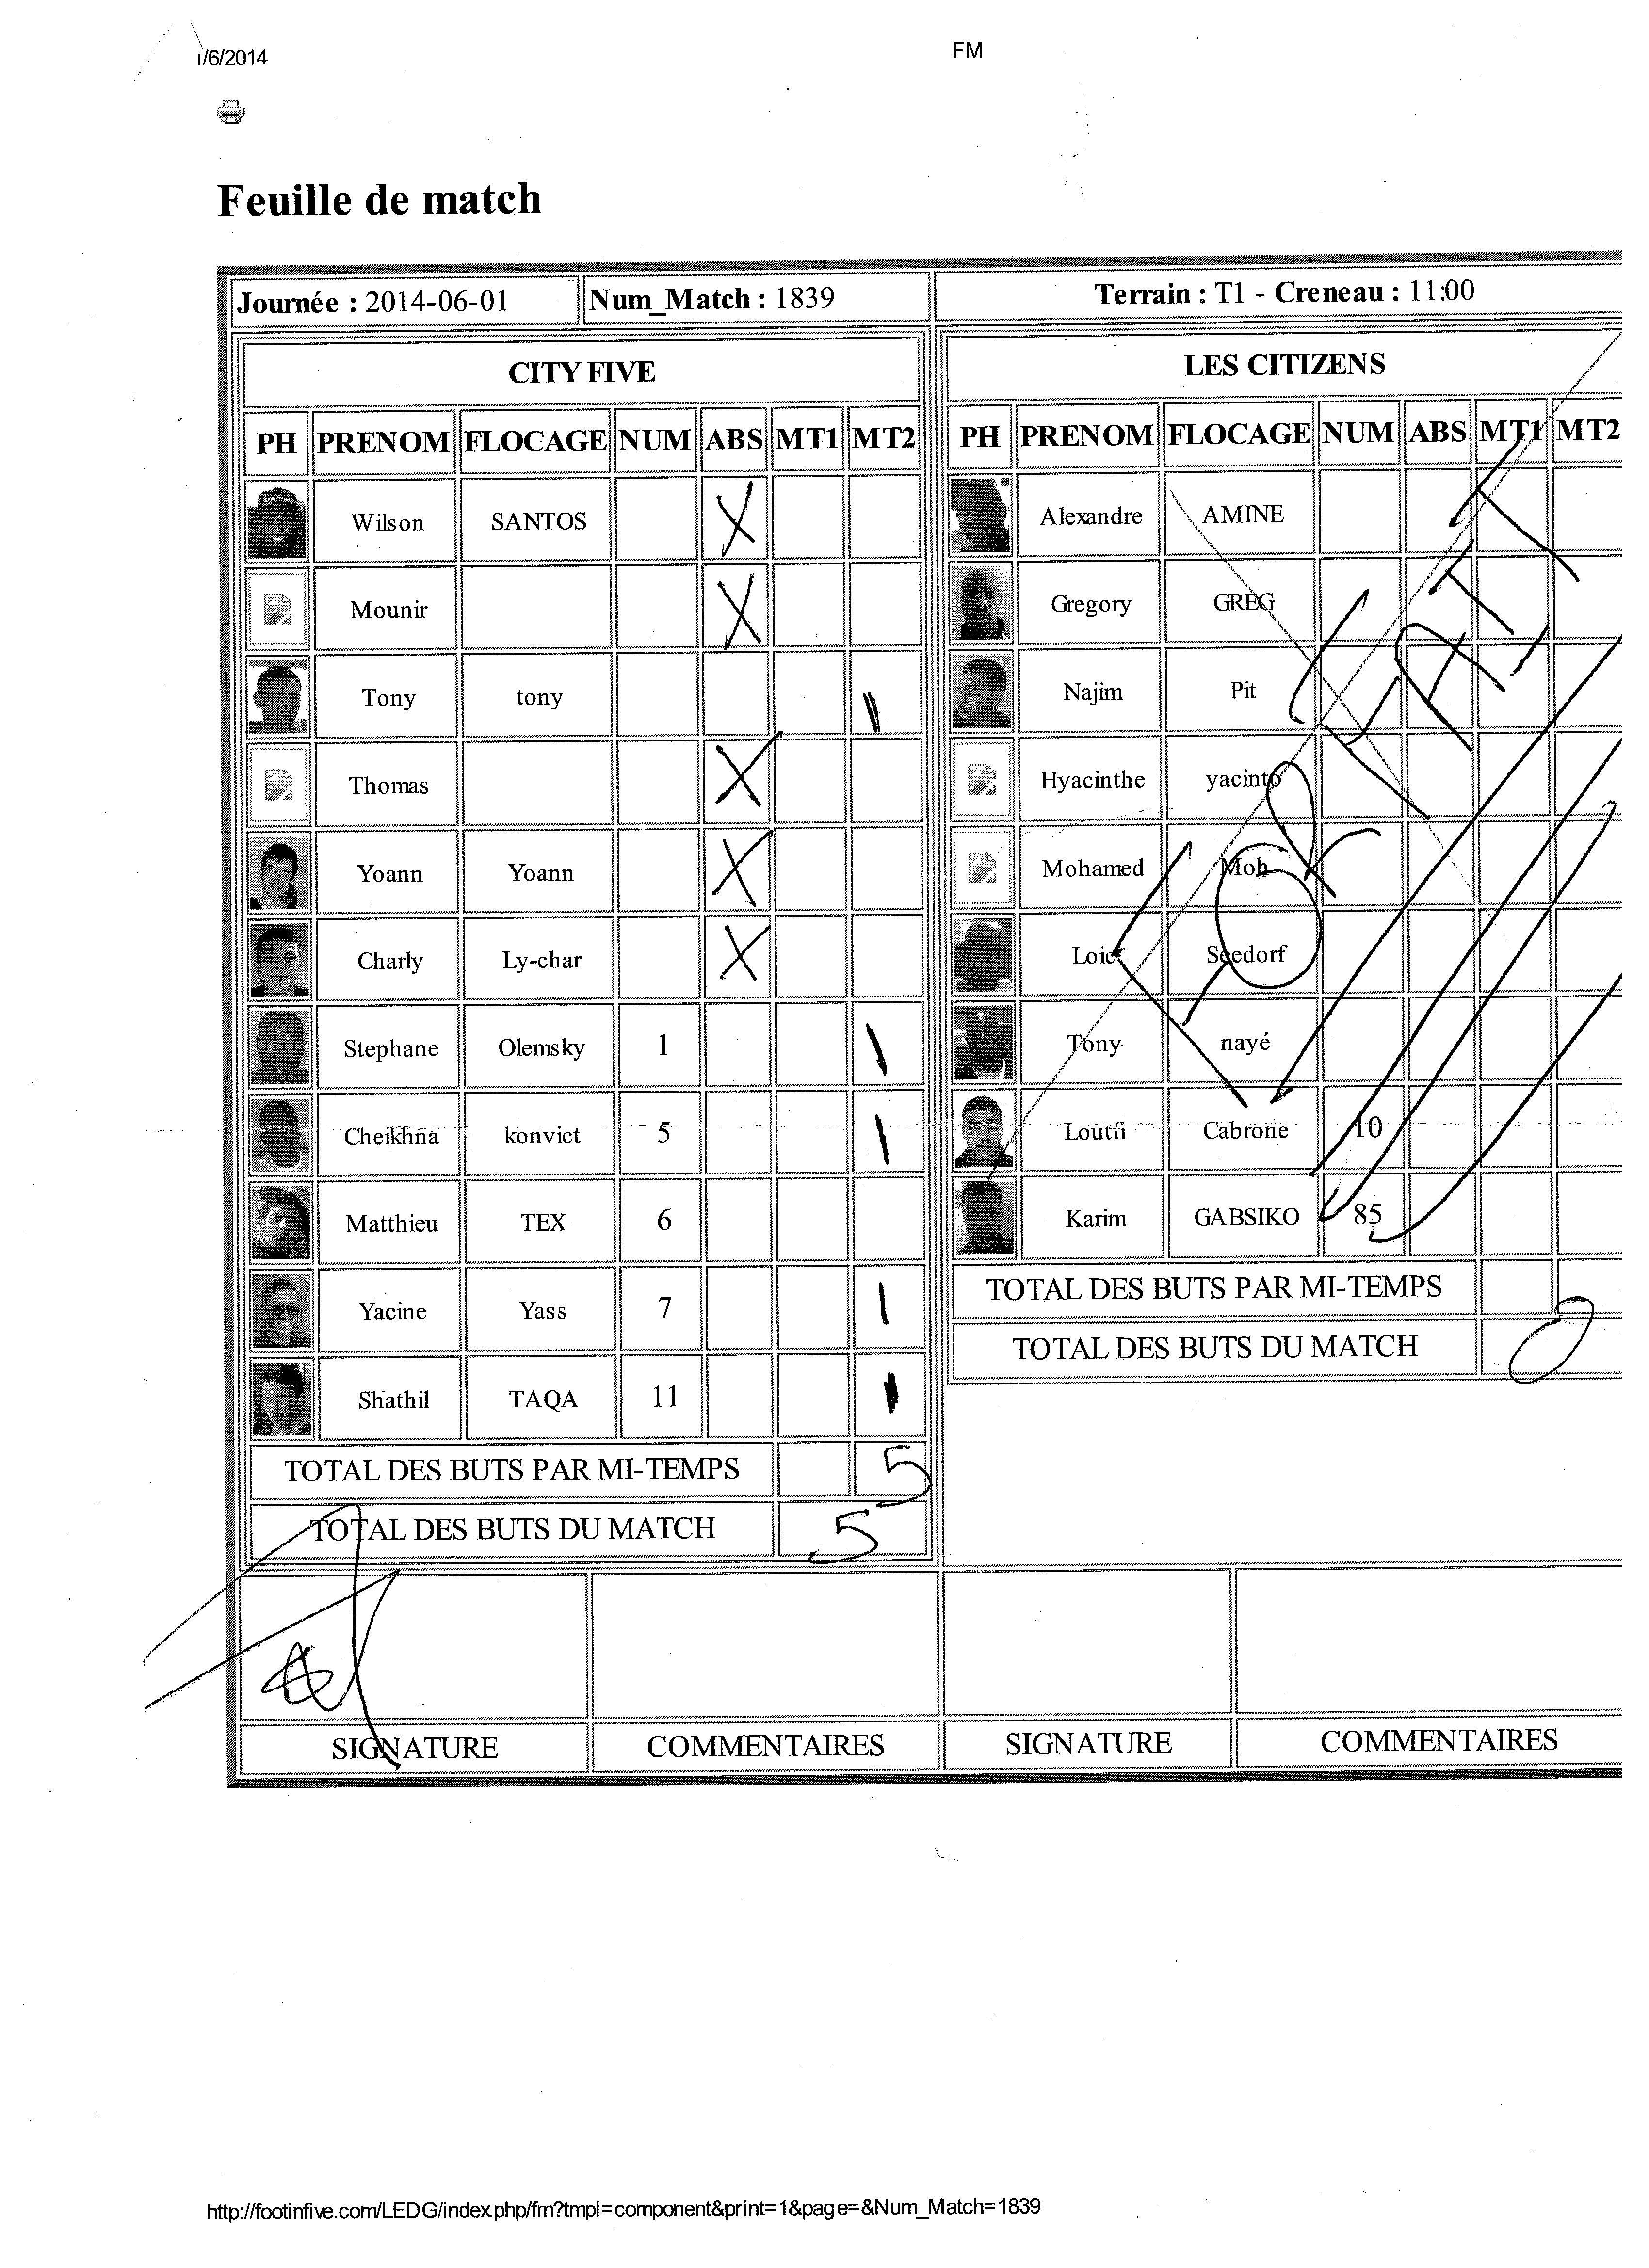 1/6/2014 FM
Feuille de match
Journée : 2014-06-01 Num_Match : 1839 Terrain : T1 - Creneau : 11:00
CITY FIVE
PH PRENOM FLOCAGE NUM ABS MT1 MT2
Wilson SANTOS X
Mounir X
Tony tony
Thomas X
Yoann Yoann X
Charly Ly-char X
Stephane Olemsky 1 1
Cheikhna konvict 5 1
Matthieu TEX 6
Yacine Yass 7 1
Shathil TAQA 11 1
TOTAL DES BUTS PAR MI-TEMPS 5
TOTAL DES BUTS DU MATCH 5
LES CITIZENS
PH PRENOM FLOCAGE NUM ABS MT1 MT2
Alexandre AMINE
Gregory GREG
Najim Pit
Hyacinthe yacinto
Mohamed Moh
Loic Seedorf
Tony nayé
Loutfi Cabrone 10
Karim GABSIKO 85
FORFAIT
TOTAL DES BUTS PAR MI-TEMPS
TOTAL DES BUTS DU MATCH 0
SIGNATURE COMMENTAIRES SIGNATURE COMMENTAIRES
http://footinfive.com/LEDG/index.php/fm?tmpl=component&print=1&page=&Num_Match=1839